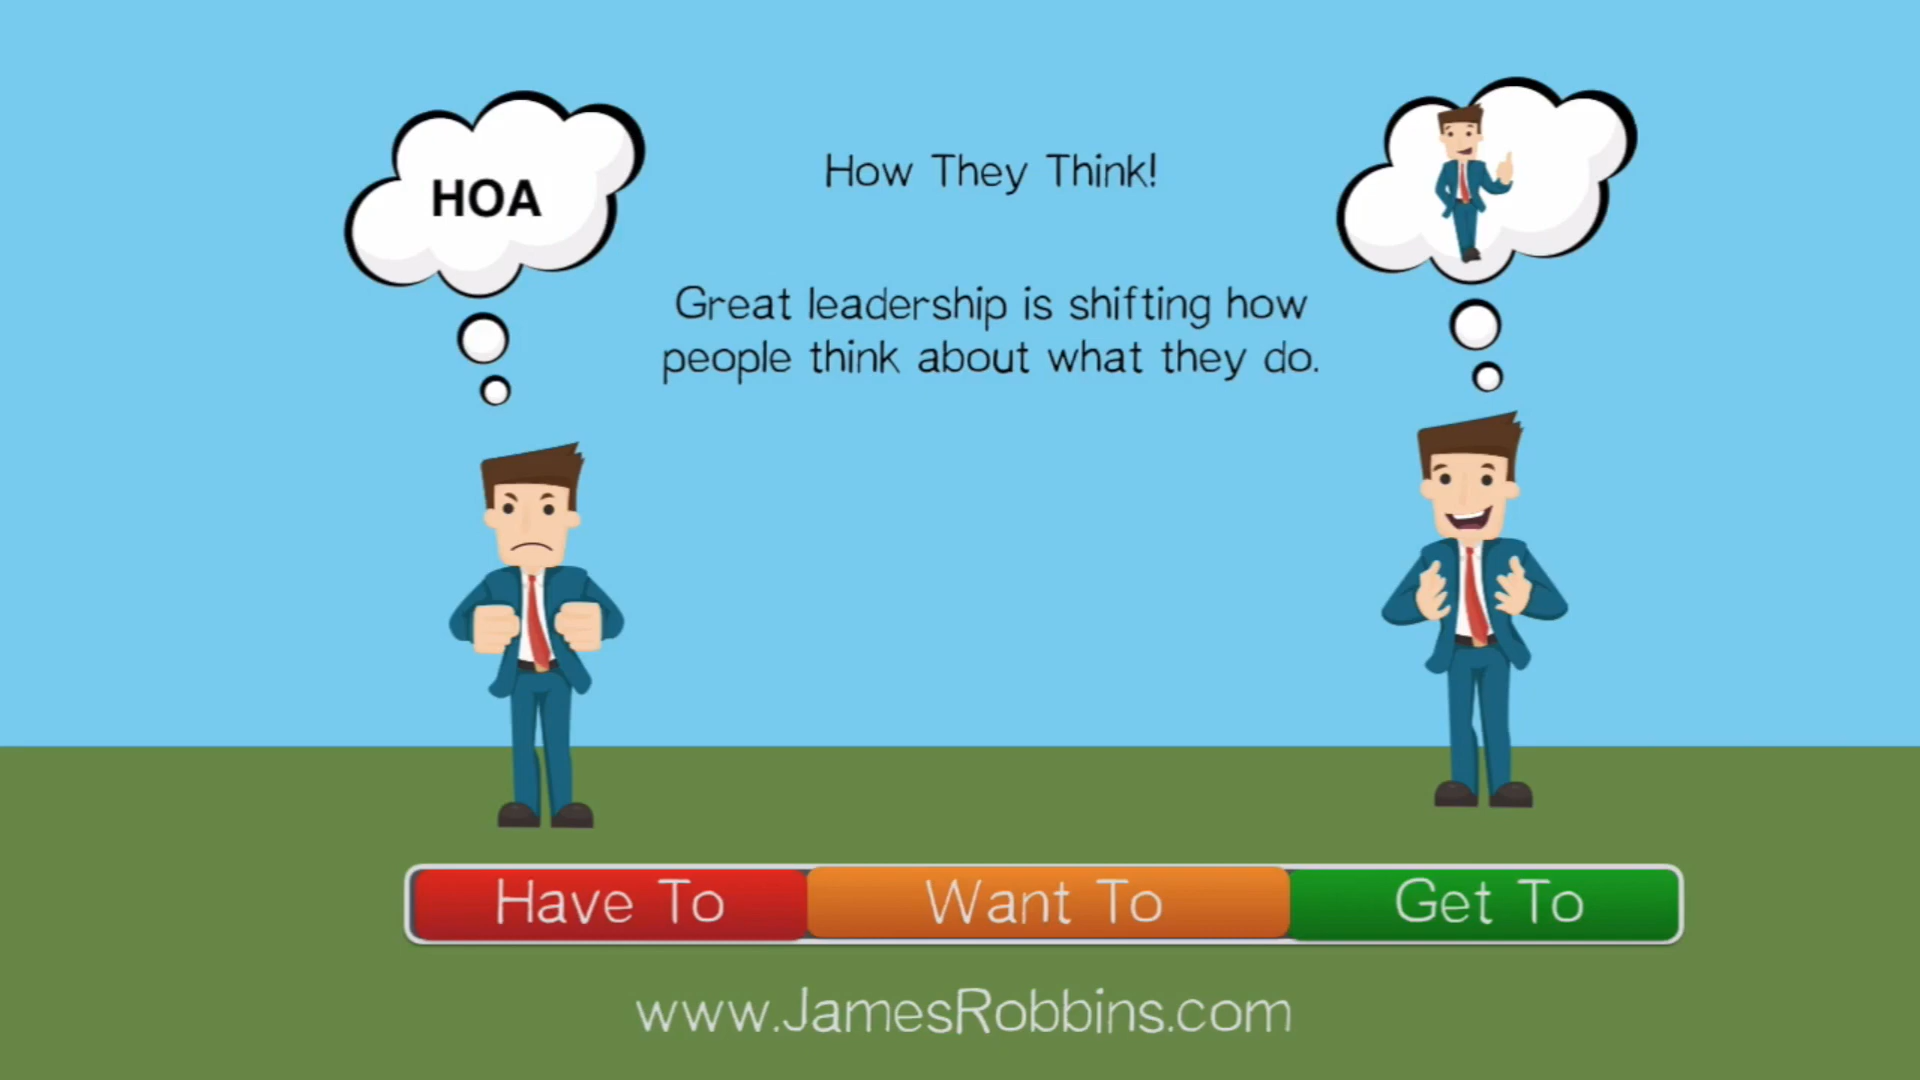 HOA
How They Think!
Great leadership is shifting how
people think about what they do.
Have To
Want To
Get To
www.JamesRobbins.com